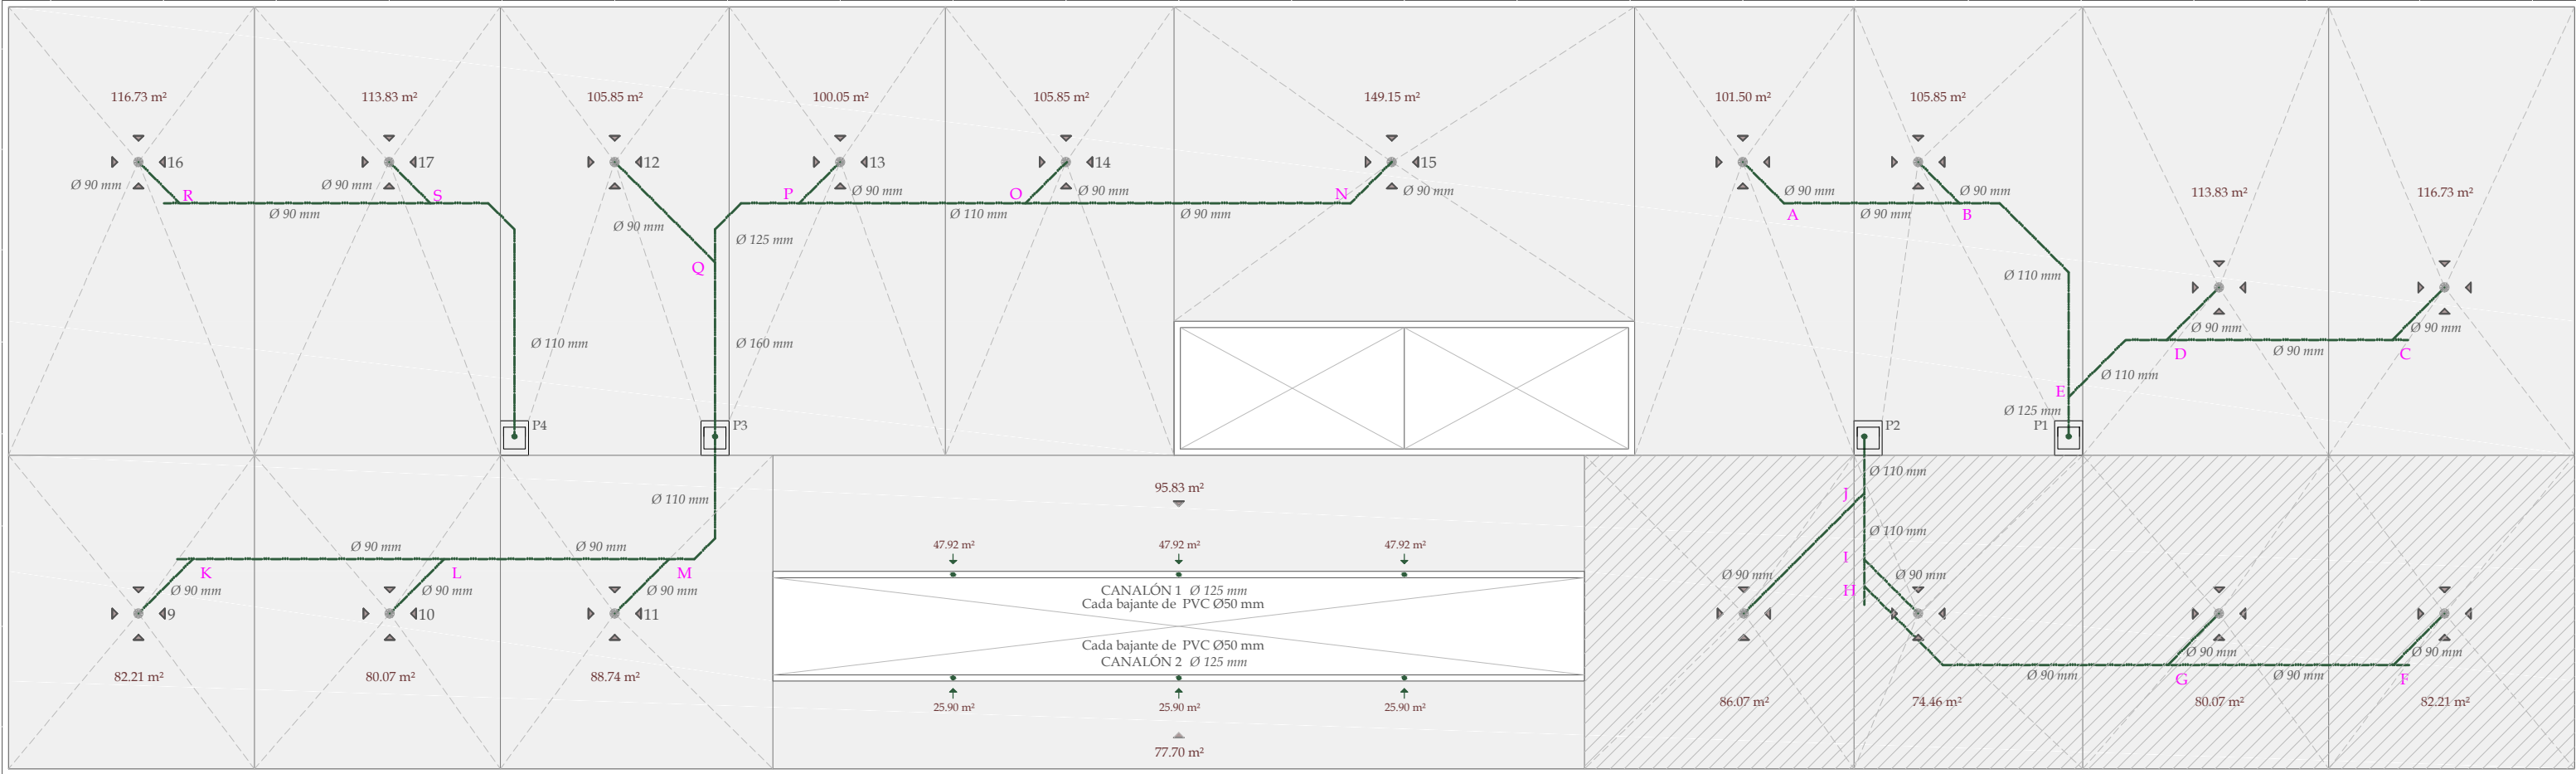 116.73 m²
113.83 m²
105.85 m²
100.05 m²
105.85 m²
149.15 m²
101.50 m²
105.85 m²
16
17
12
13
14
15
Ø 90 mm
R
Ø 90 mm
S
P
Ø 90 mm
O
Ø 90 mm
N
Ø 90 mm
Ø 90 mm
Ø 90 mm
113.83 m²
116.73 m²
Ø 90 mm
Ø 90 mm
Ø 110 mm
Ø 90 mm
A
Ø 90 mm
B
Ø 125 mm
Q
Ø 110 mm
Ø 110 mm
Ø 160 mm
Ø 90 mm
Ø 90 mm
D
Ø 90 mm
C
Ø 110 mm
E
Ø 125 mm
P4
P3
P2
P1
Ø 110 mm
Ø 110 mm
95.83 m²
J
Ø 110 mm
Ø 90 mm
Ø 90 mm
47.92 m²
47.92 m²
47.92 m²
I
K
L
M
Ø 90 mm
Ø 90 mm
Ø 90 mm
Ø 90 mm
Ø 90 mm
H
CANALÓN 1 Ø 125 mm
Cada bajante de PVC Ø50 mm
9
10
11
Cada bajante de PVC Ø50 mm
CANALÓN 2 Ø 125 mm
Ø 90 mm
Ø 90 mm
82.21 m²
80.07 m²
88.74 m²
Ø 90 mm
G
Ø 90 mm
F
25.90 m²
25.90 m²
25.90 m²
86.07 m²
74.46 m²
80.07 m²
82.21 m²
77.70 m²